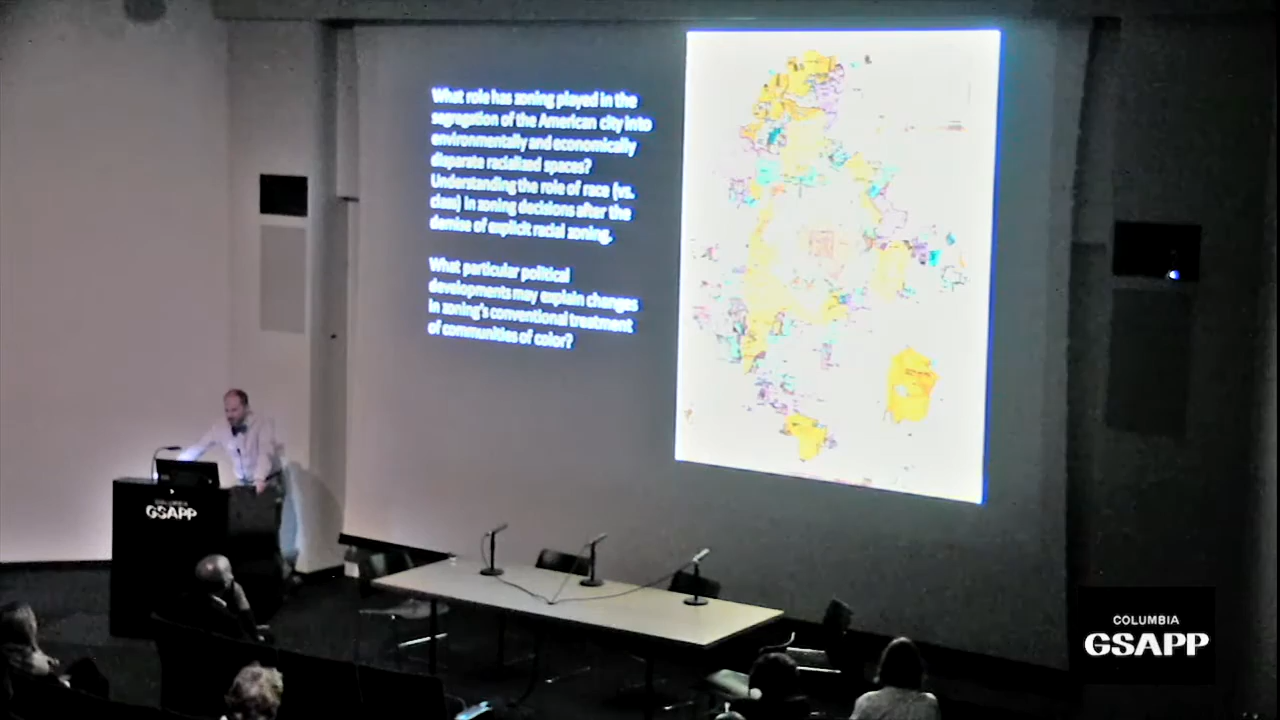 What role has zoning played in the
segregation of the American city into
environmentally and economically
disparate racialized spaces?
Understanding the role of race (vs.
class) in zoning decisions after the
demise of explicit racial zoning.
What particular political
developments may explain changes
in zoning's conventional treatment
of communities of color?
COLUMBIA
GSAPP
COLUMBIA
GSAPP